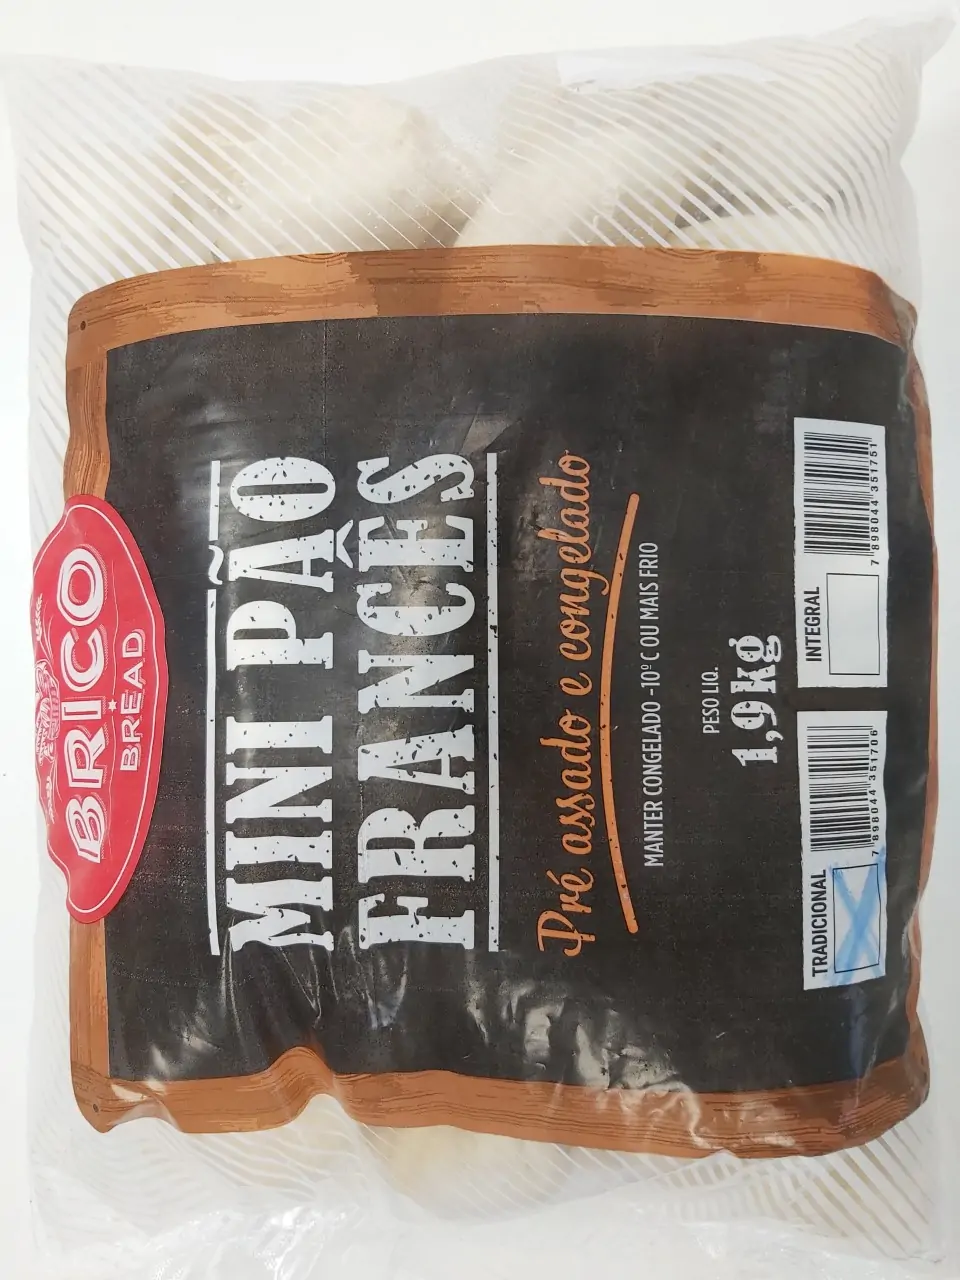 BRICO
BREAD
MINI PÃO
FRANCÊS
Pré assado e congelado
MANTER CONGELADO -10º C OU MAIS FRIO
PESO LIQ.
1,9kg
TRADICIONAL
7 898044 351706
INTEGRAL
7 898044 351751